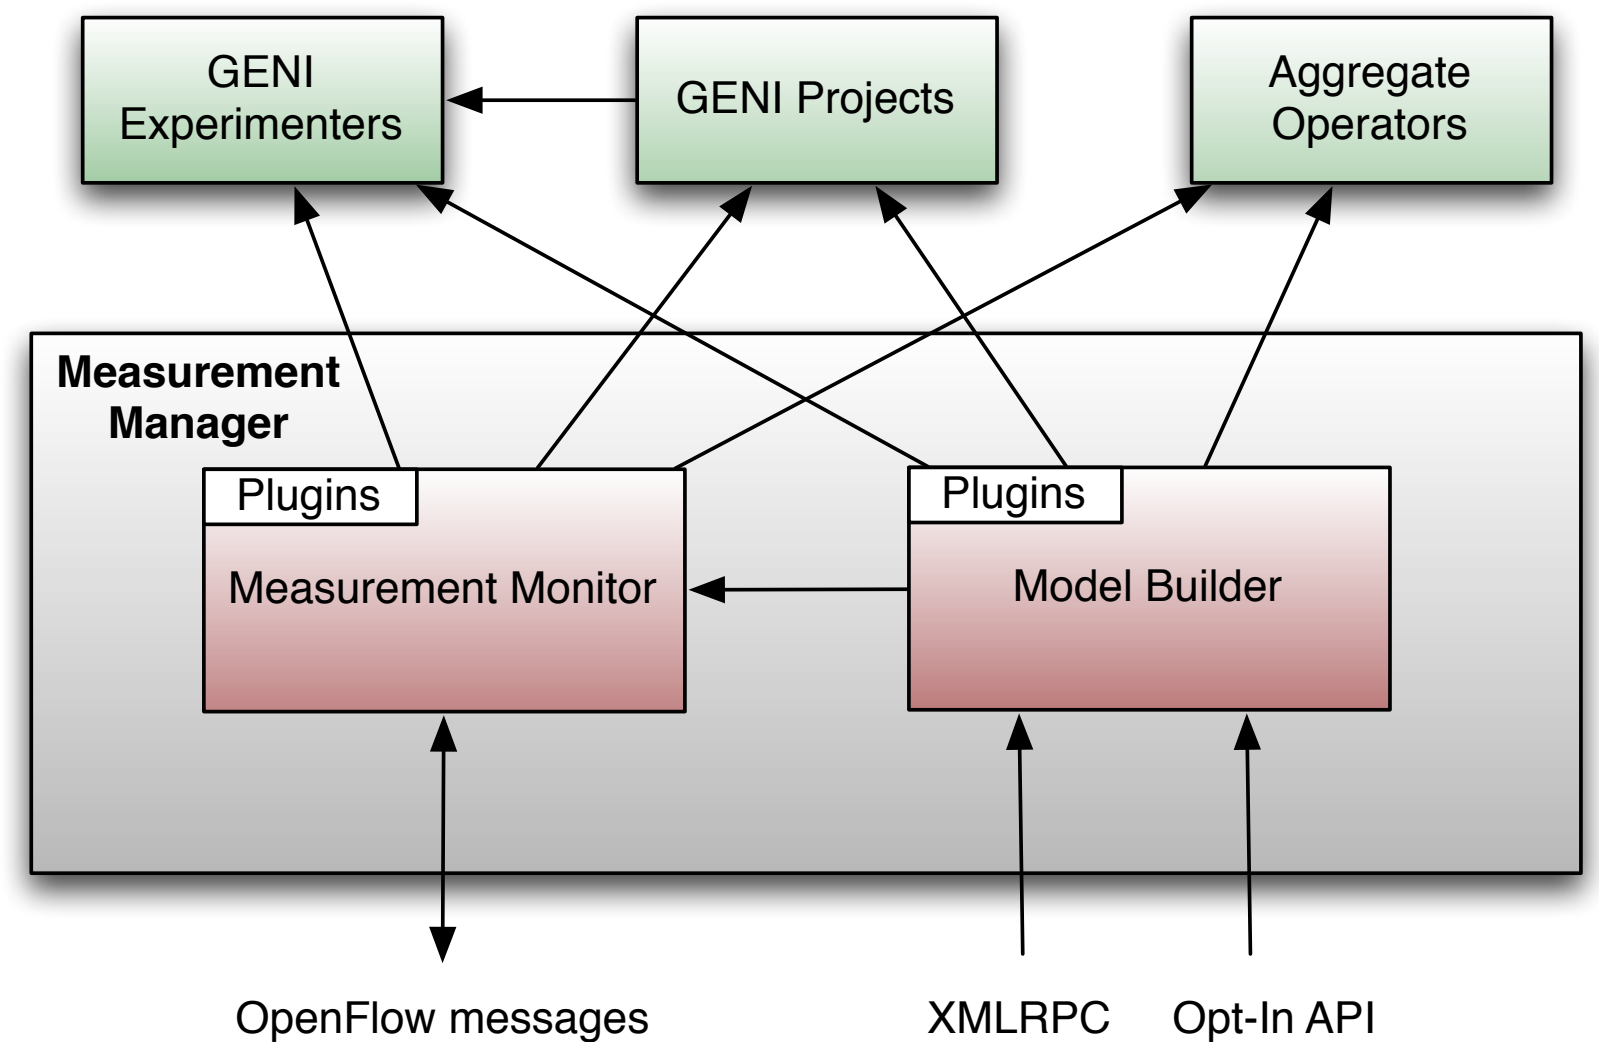 GENI
Experimenters
GENI Projects
Aggregate
Operators
Measurement
Manager
Plugins
Measurement Monitor
Plugins
Model Builder
OpenFlow messages
XMLRPC
Opt-In API